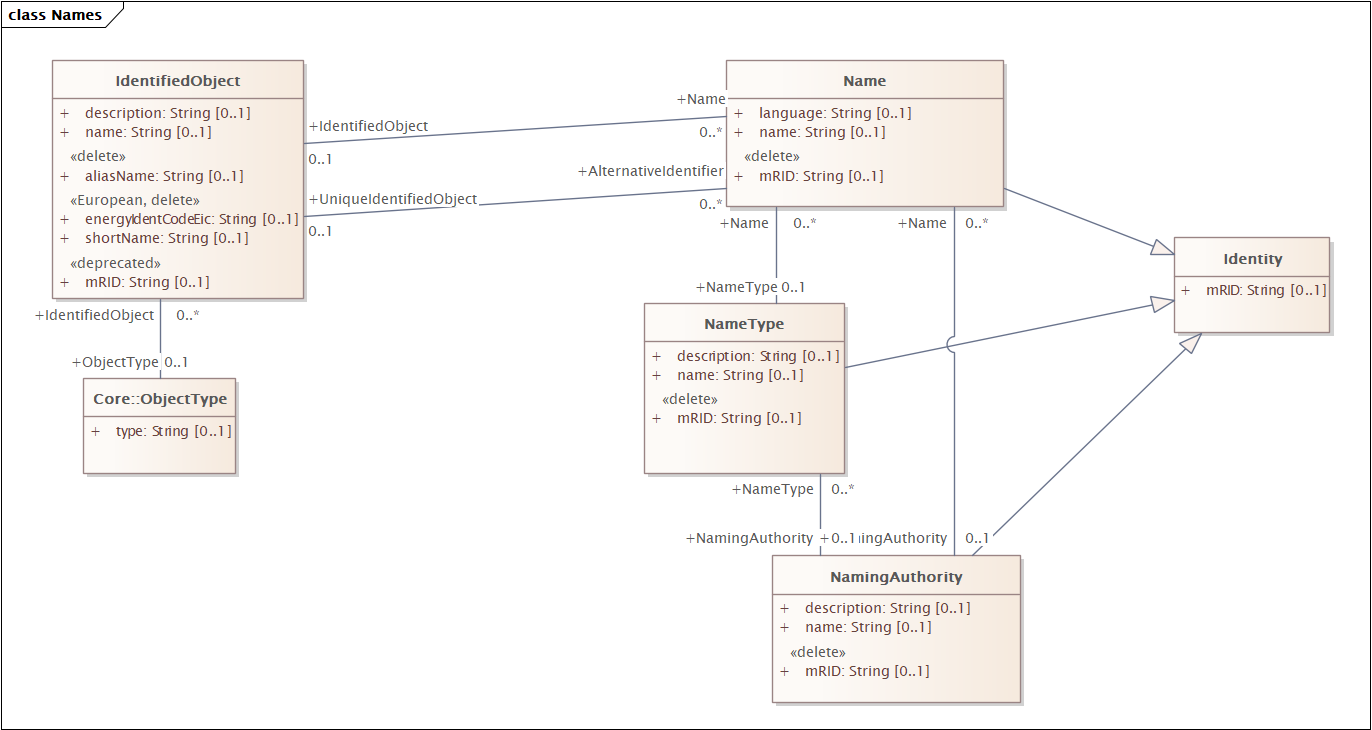 class Names
IdentifiedObject
+ description: String [0..1]
+ name: String [0..1]
«delete»
+ aliasName: String [0..1]
«European, delete»
+ energyIdentCodeEic: String [0..1]
+ shortName: String [0..1]
«deprecated»
+ mRID: String [0..1]
+IdentifiedObject
0..1
+Name
0..*
+UniqueIdentifiedObject
0..1
+AlternativeIdentifier
0..*
Name
+ language: String [0..1]
+ name: String [0..1]
«delete»
+ mRID: String [0..1]
+Name 0..*
+Name 0..*
Identity
+ mRID: String [0..1]
+IdentifiedObject 0..*
+ObjectType 0..1
Core::ObjectType
+ type: String [0..1]
+NameType 0..1
NameType
+ description: String [0..1]
+ name: String [0..1]
«delete»
+ mRID: String [0..1]
+NameType 0..*
+NamingAuthority +0..1ingAuthority 0..1
NamingAuthority
+ description: String [0..1]
+ name: String [0..1]
«delete»
+ mRID: String [0..1]